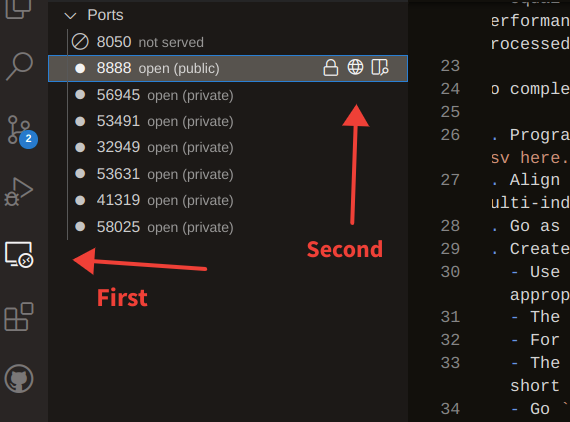 Ports
8050 not served
8888 open (public)
56945 open (private)
53491 open (private)
32949 open (private)
53631 open (private)
41319 open (private)
58025 open (private)
2
First
Second
erforman
rocessed
23
24 o comple
25
26 . Progra
sv here.
27 . Align
ulti-ind
28 . Go as
29 . Create
30 - Use
approp
31 - The
32 - For
33 - The
short
34 - Go `